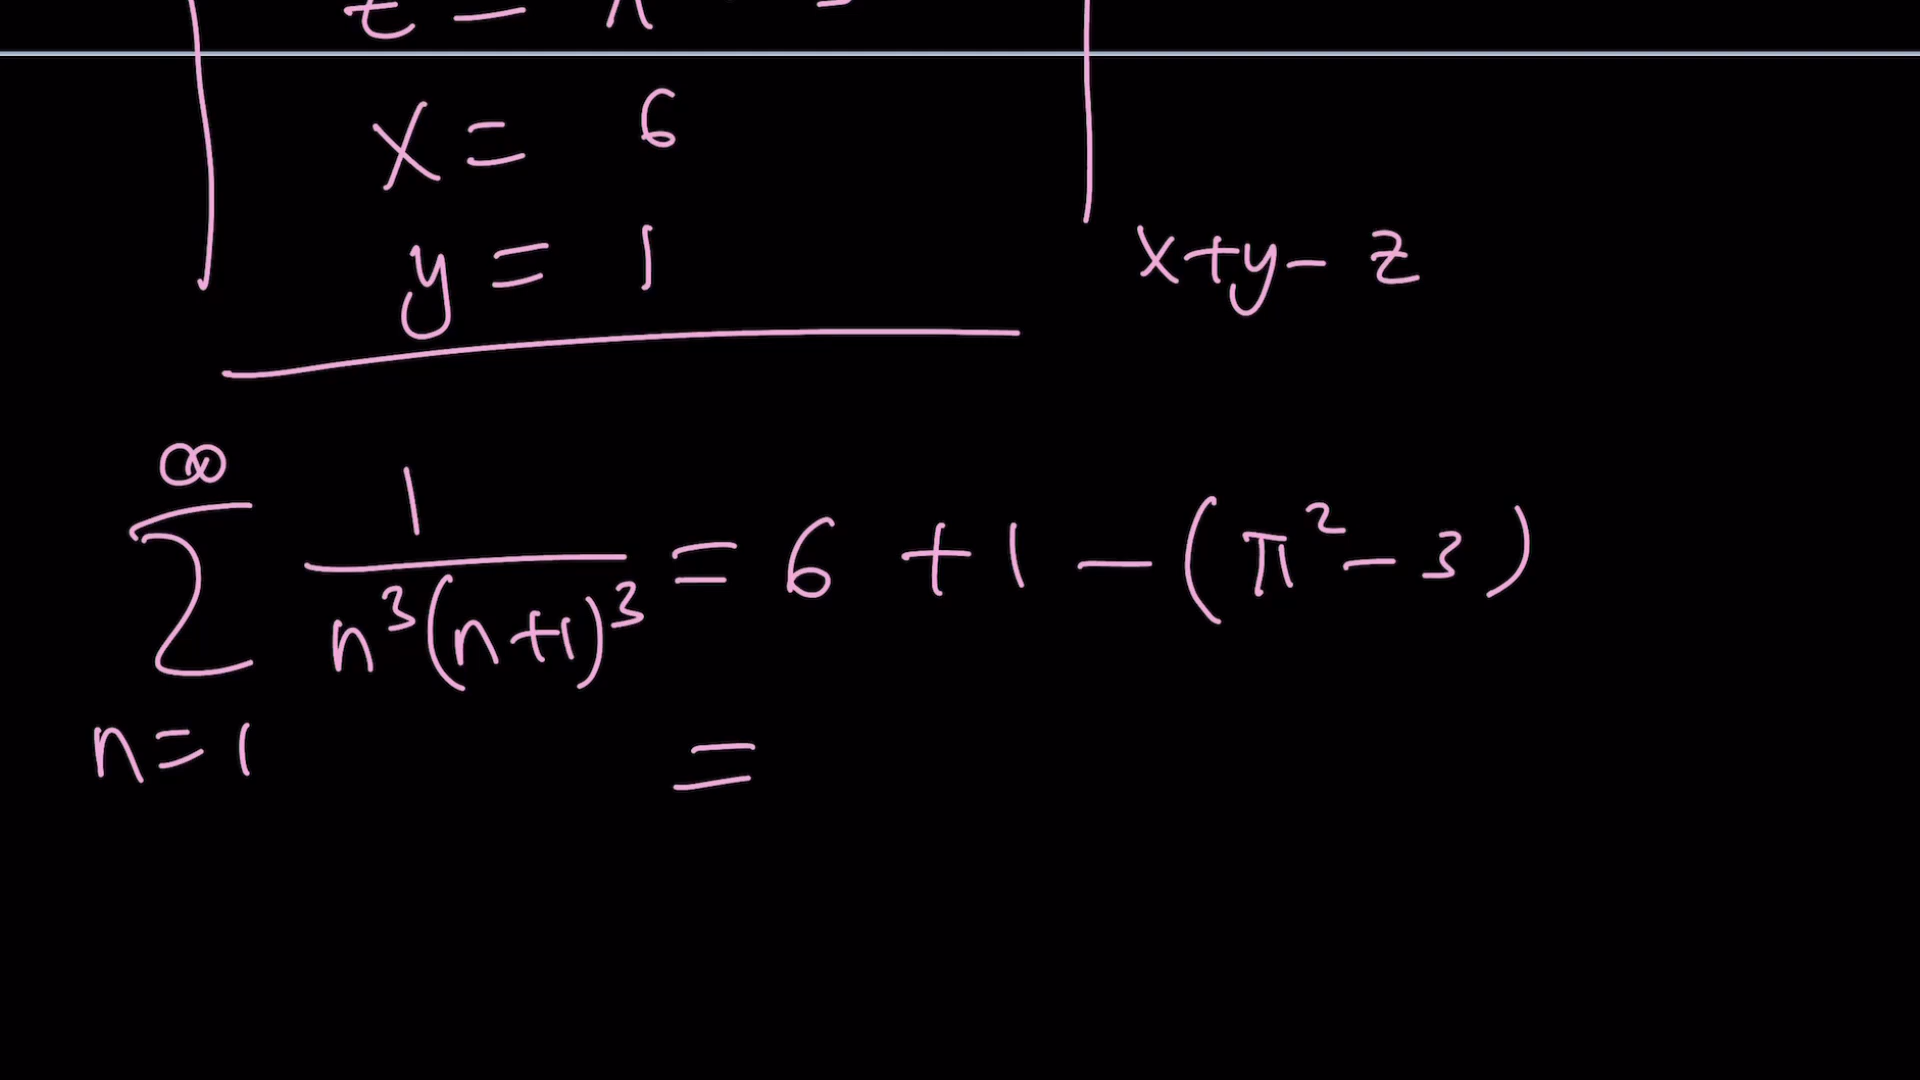 x = 6
y = 1
x+y- z
∞
∑ 1/n³(n+1)³ = 6 + 1 - (π² - 3)
n=1
=